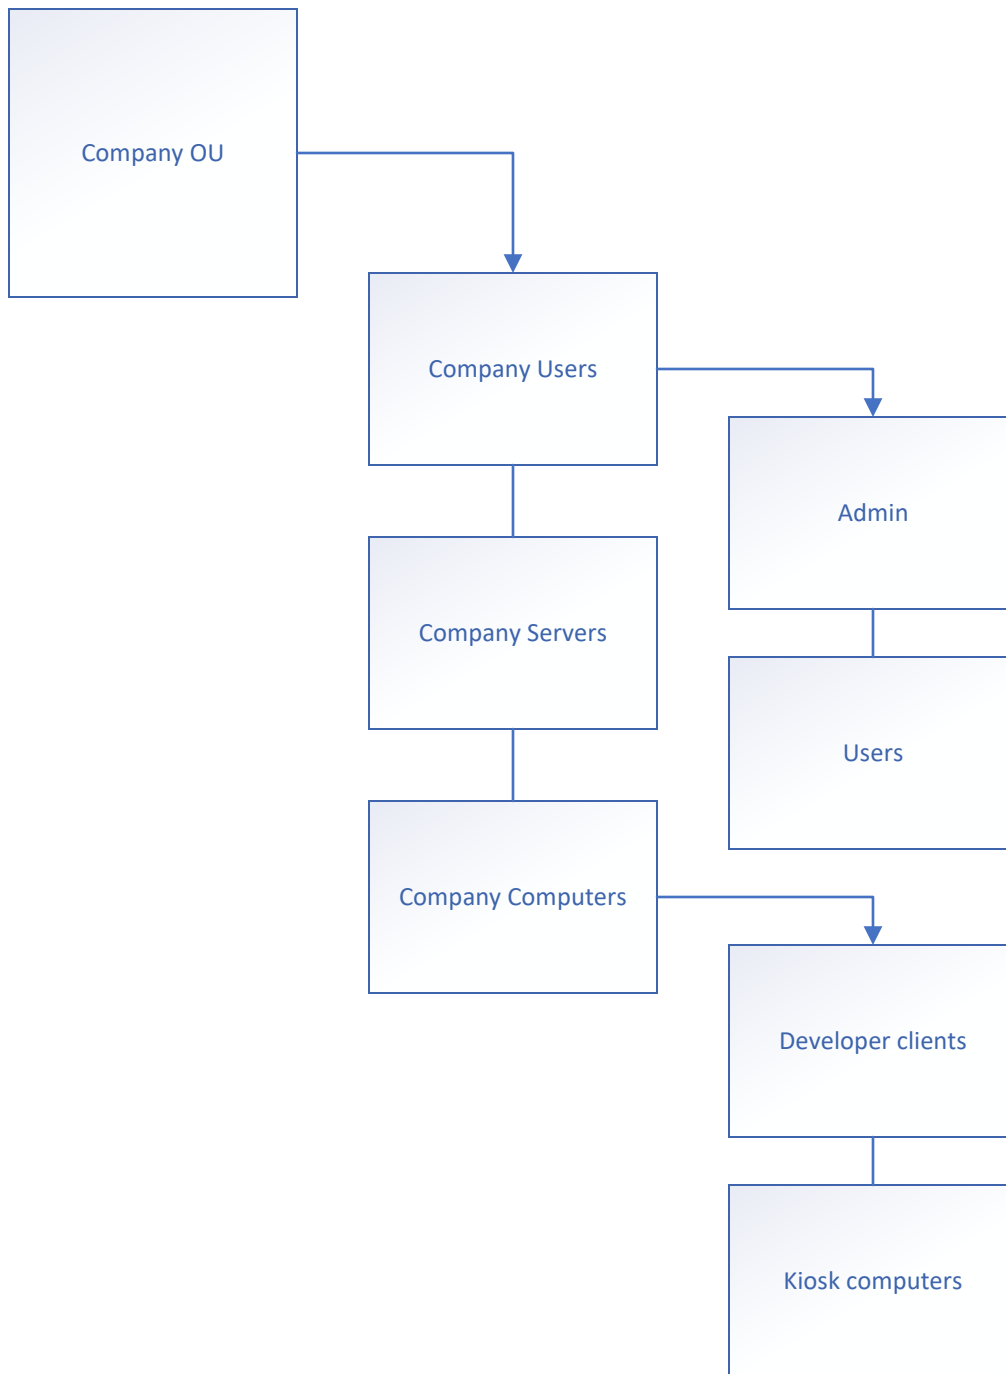 Company OU
Company Users
Admin
Company Servers
Users
Company Computers
Developer clients
Kiosk computers